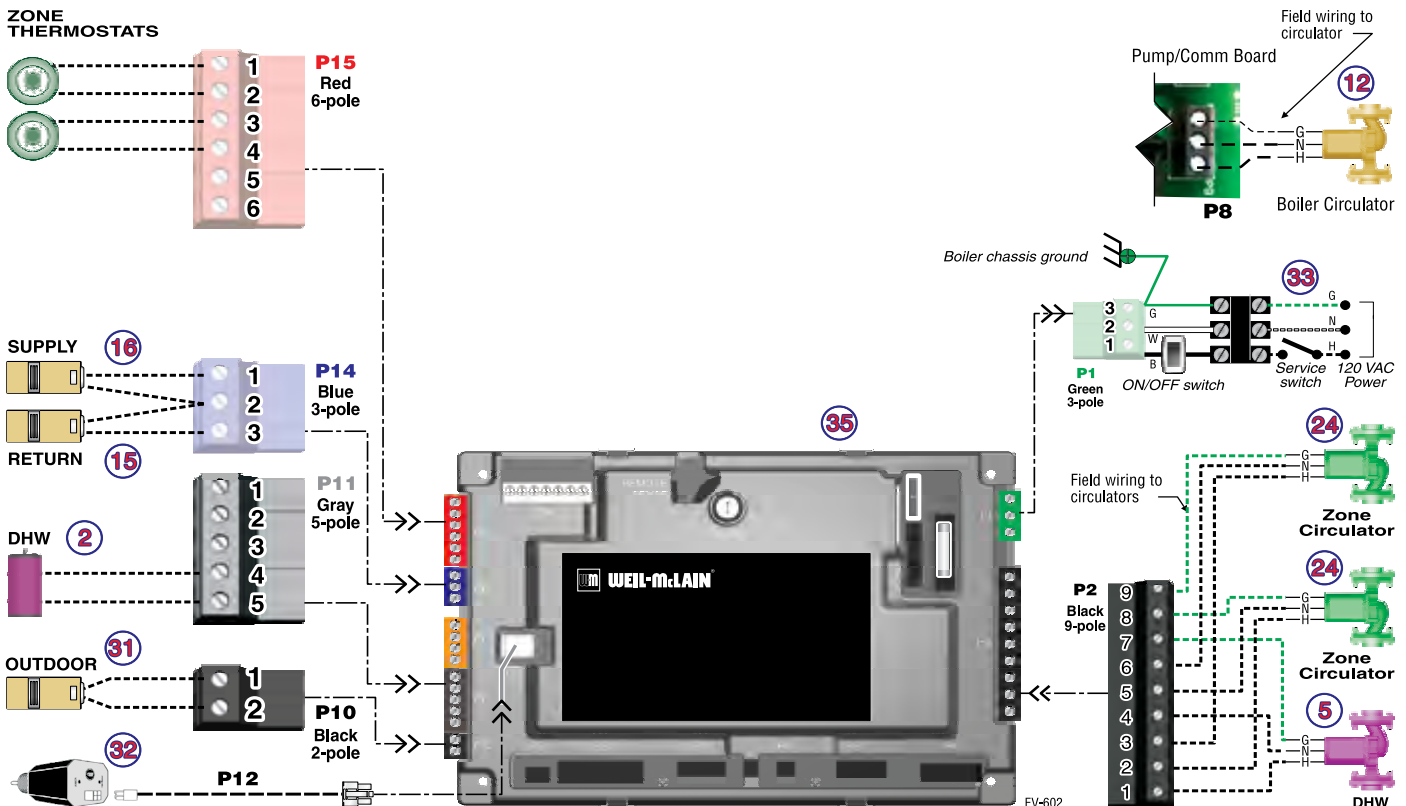 ZONE
THERMOSTATS
1
2
3
4
5
6
P15
Red
6-pole
SUPPLY
16
RETURN
15
1
2
3
P14
Blue
3-pole
DHW
2
1
2
3
4
5
P11
Gray
5-pole
OUTDOOR
31
1
2
P10
Black
2-pole
32
P12
35
REMOTE
WM WEIL-McLAIN
EV-602
Field wiring to
circulator
Pump/Comm Board
12
G
N
H
P8
Boiler Circulator
Boiler chassis ground
33
3
2
1
G
W
B
G
N
H
P1
Green
3-pole
ON/OFF switch
Service
switch
120 VAC
Power
24
G
N
H
Field wiring to
circulators
Zone
Circulator
24
G
N
H
Zone
Circulator
P2
Black
9-pole
9
8
7
6
5
4
3
2
1
5
G
N
H
DHW